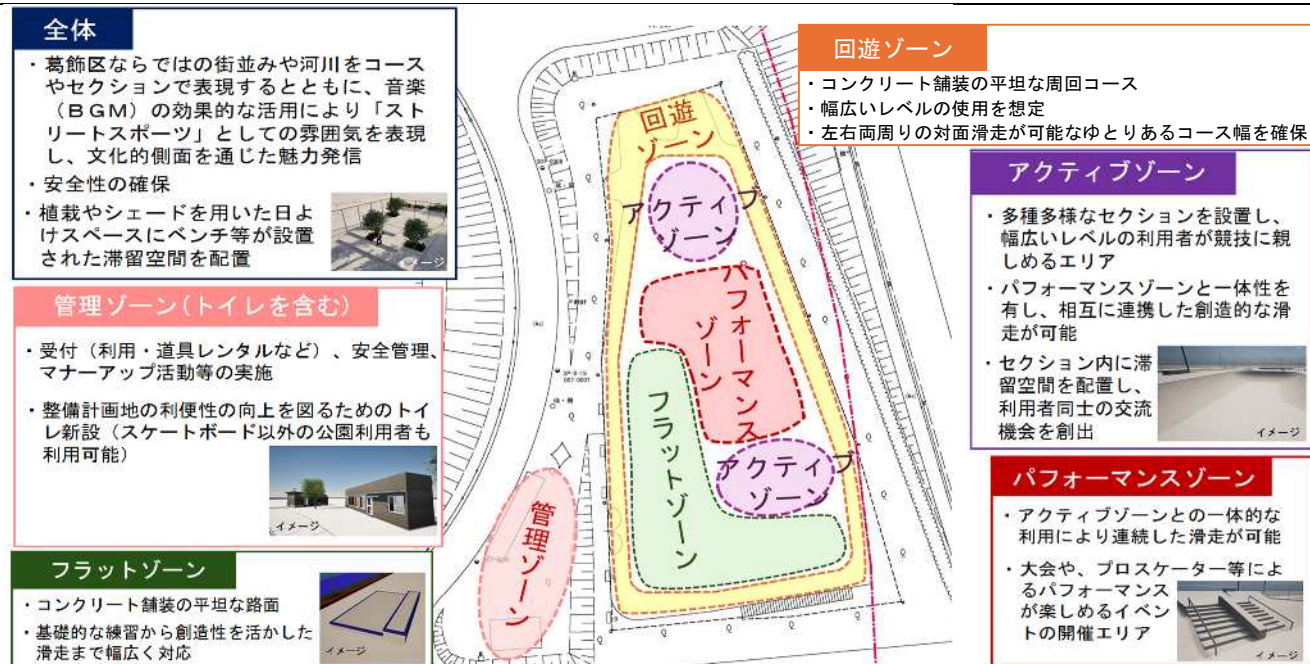 全体
・葛飾区ならではの街並みや河川をコース
やセクションで表現するとともに、音楽
（ＢＧＭ）の効果的な活用により「スト
リートスポーツ」としての雰囲気を表現
し、文化的側面を通じた魅力発信
・安全性の確保
・植栽やシェードを用いた日よ
けスペースにベンチ等が設置
された滞留空間を配置
イメージ
管理ゾーン(トイレを含む)
・受付（利用・道具レンタルなど）、安全管理、
マナーアップ活動等の実施
・整備計画地の利便性の向上を図るためのトイ
レ新設（スケートボード以外の公園利用者も
利用可能）
イメージ
フラットゾーン
・コンクリート舗装の平坦な路面
・基礎的な練習から創造性を活かした
滑走まで幅広く対応
イメージ
回遊
ゾーン
アクティブ
ゾーン
パフォーマンス
ゾーン
フラットゾーン
アクティブ
ゾーン
管理ゾーン
回遊ゾーン
・コンクリート舗装の平坦な周回コース
・幅広いレベルの使用を想定
・左右両周りの対面滑走が可能なゆとりあるコース幅を確保
アクティブゾーン
・多種多様なセクションを設置し、
幅広いレベルの利用者が競技に親
しめるエリア
・パフォーマンスゾーンと一体性を
有し、相互に連携した創造的な滑
走が可能
・セクション内に滞
留空間を配置し、
利用者同士の交流
機会を創出
イメージ
パフォーマンスゾーン
・アクティブゾーンとの一体的な
利用により連続した滑走が可能
・大会や、プロスケーター等によ
るパフォーマンス
が楽しめるイベン
トの開催エリア
イメージ